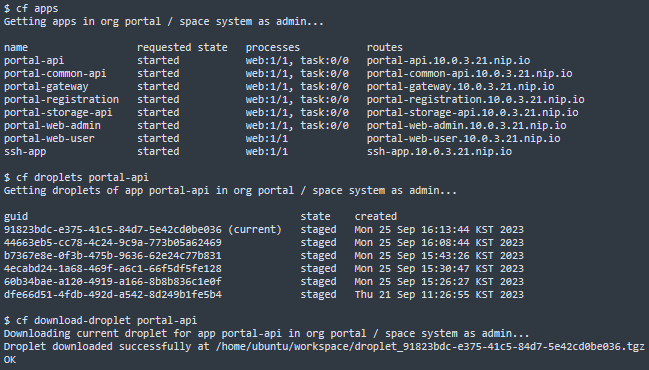 $ cf apps
Getting apps in org portal / space system as admin...
name requested state processes routes
portal-api started web:1/1, task:0/0 portal-api.10.0.3.21.nip.io
portal-common-api started web:1/1, task:0/0 portal-common-api.10.0.3.21.nip.io
portal-gateway started web:1/1, task:0/0 portal-gateway.10.0.3.21.nip.io
portal-registration started web:1/1, task:0/0 portal-registration.10.0.3.21.nip.io
portal-storage-api started web:1/1, task:0/0 portal-storage-api.10.0.3.21.nip.io
portal-web-admin started web:1/1, task:0/0 portal-web-admin.10.0.3.21.nip.io
portal-web-user started web:1/1 portal-web-user.10.0.3.21.nip.io
ssh-app started web:1/1 ssh-app.10.0.3.21.nip.io
$ cf droplets portal-api
Getting droplets of app portal-api in org portal / space system as admin...
guid state created
91823bdc-e375-41c5-84d7-5e42cd0be036 (current) staged Mon 25 Sep 16:13:44 KST 2023
44663eb5-cc78-4c24-9c9a-773b05a62469 staged Mon 25 Sep 16:08:44 KST 2023
b7367e8e-0f3b-475b-9636-62e24c77b831 staged Mon 25 Sep 15:43:26 KST 2023
4ecabd24-1a68-469f-a6c1-66f5df5fe128 staged Mon 25 Sep 15:30:47 KST 2023
60b34bae-a120-4919-a166-8b8b836c1e0f staged Mon 25 Sep 15:26:27 KST 2023
dfe66d51-4fdb-492d-a542-8d249b1fe5b4 staged Thu 21 Sep 11:26:55 KST 2023
$ cf download-droplet portal-api
Downloading current droplet for app portal-api in org portal / space system as admin...
Droplet downloaded successfully at /home/ubuntu/workspace/droplet_91823bdc-e375-41c5-84d7-5e42cd0be036.tgz
OK